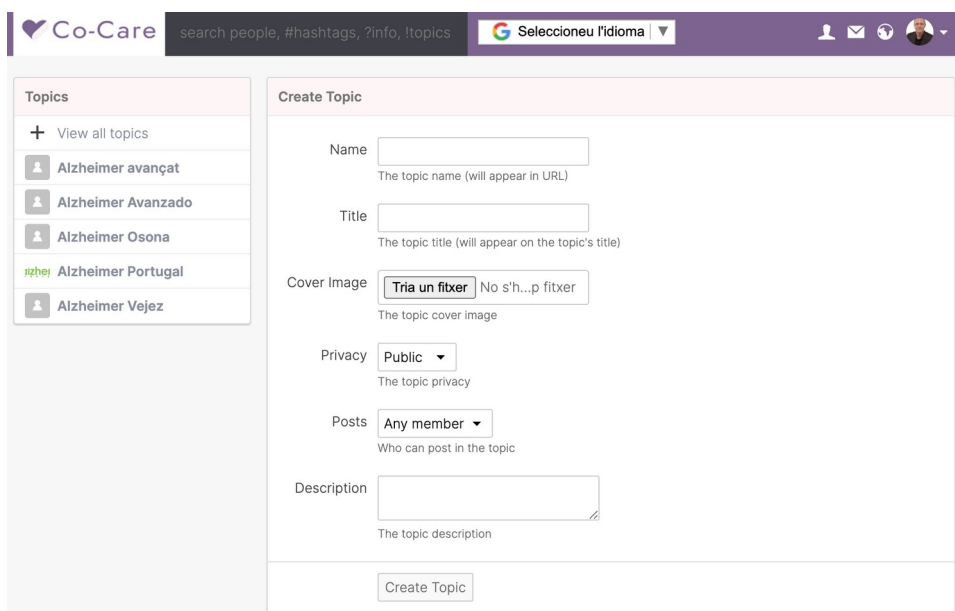 Co-Care
search people, #hashtags, ?info, !topics
Seleccioneu l'idioma
Topics
View all topics
Alzheimer avançat
Alzheimer Avanzado
Alzheimer Osona
Alzheimer Portugal
Alzheimer Vejez
Create Topic
Name
The topic name (will appear in URL)
Title
The topic title (will appear on the topic's title)
Cover Image
Tria un fitxer No s'h...p fitxer
The topic cover image
Privacy
Public
The topic privacy
Posts
Any member
Who can post in the topic
Description
The topic description
Create Topic